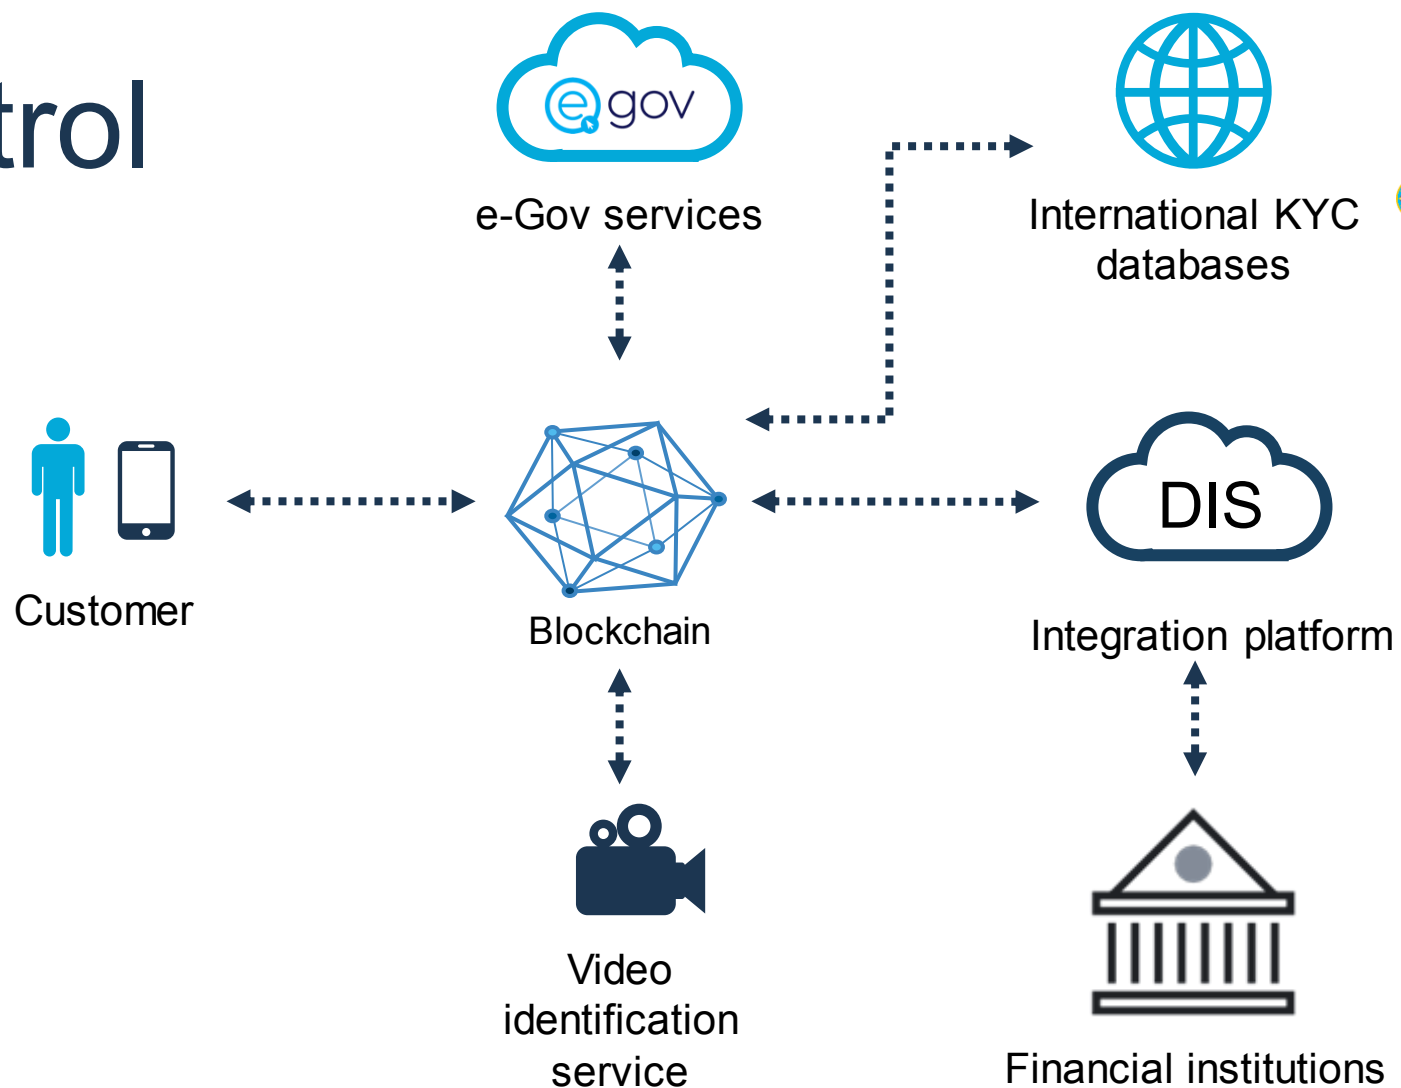 trol
e gov
e-Gov services
International KYC
databases
DIS
Customer
Blockchain
Integration platform
Video
identification
service
Financial institutions